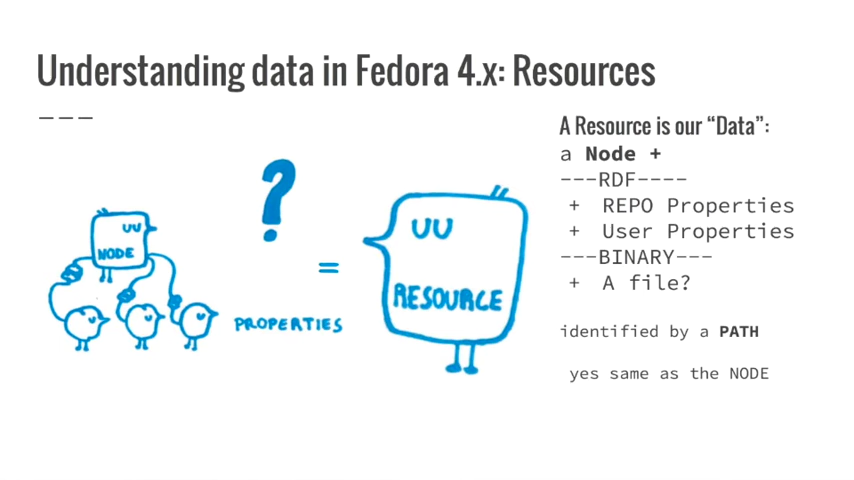 Understanding data in Fedora 4.x: Resources
---
A Resource is our “Data”:
a Node +
---RDF----
+ REPO Properties
+ User Properties
---BINARY---
+ A file?
identified by a PATH
yes same as the NODE
?
UU
NODE
=
PROPERTIES
UU
RESOURCE